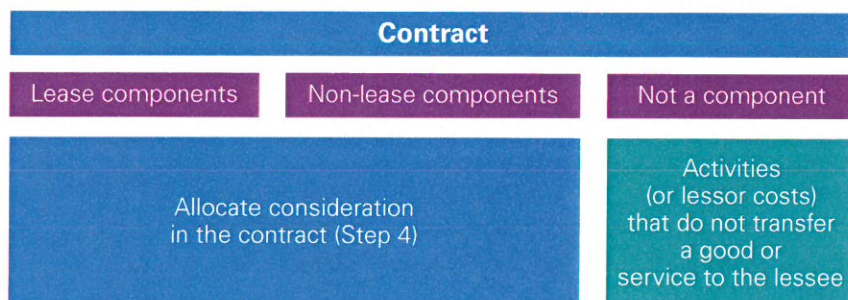 Contract
Lease components
Non-lease components
Not a component
Allocate consideration
in the contract (Step 4)
Activities
(or lessor costs)
that do not transfer
a good or
service to the lessee